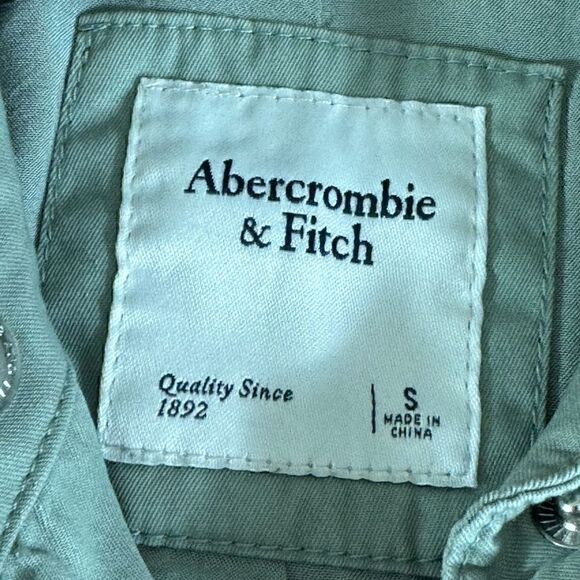 Abercrombie
& Fitch
Quality Since
1892
S
MADE IN
CHINA